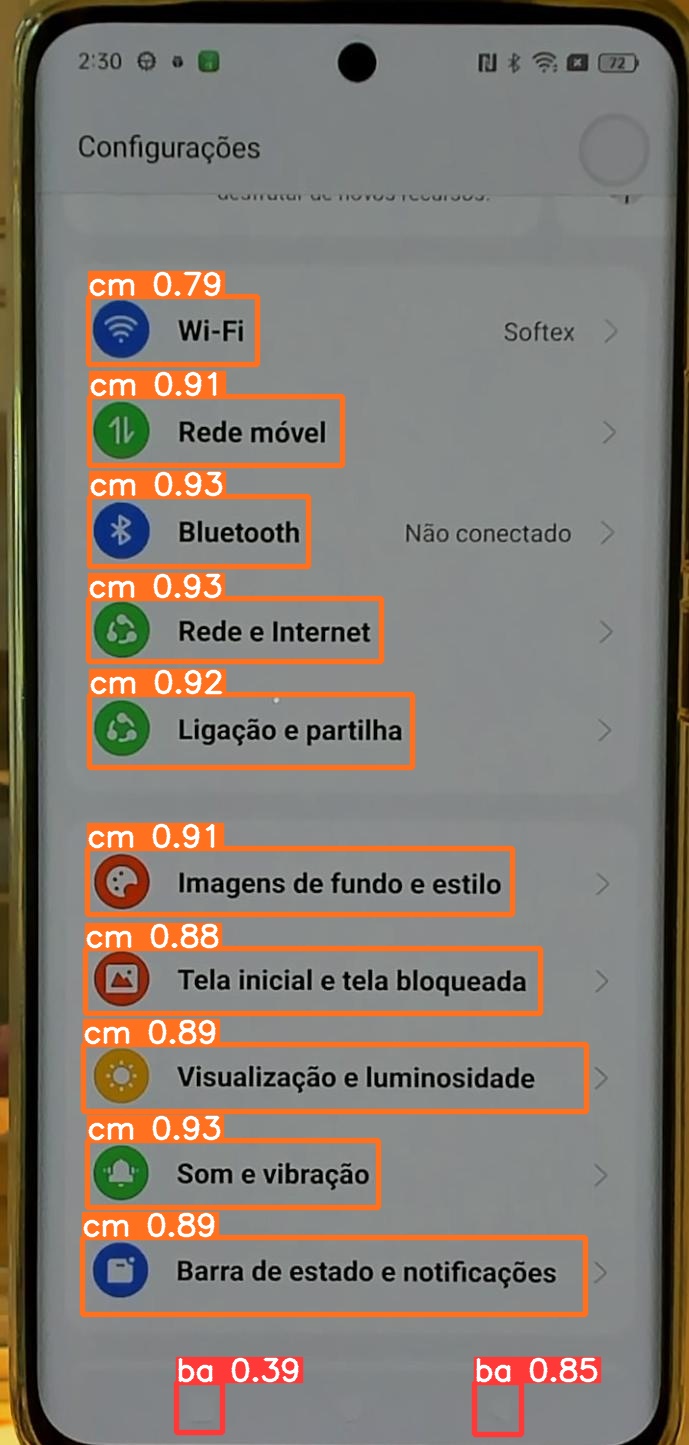 2:30
72
Configurações
desfrutar de novos recursos.
cm 0.79
Wi-Fi
Softex
cm 0.91
Rede móvel
cm 0.93
Bluetooth
Não conectado
cm 0.93
Rede e Internet
cm 0.92
Ligação e partilha
cm 0.91
Imagens de fundo e estilo
cm 0.88
Tela inicial e tela bloqueada
cm 0.89
Visualização e luminosidade
cm 0.93
Som e vibração
cm 0.89
Barra de estado e notificações
ba 0.39
ba 0.85